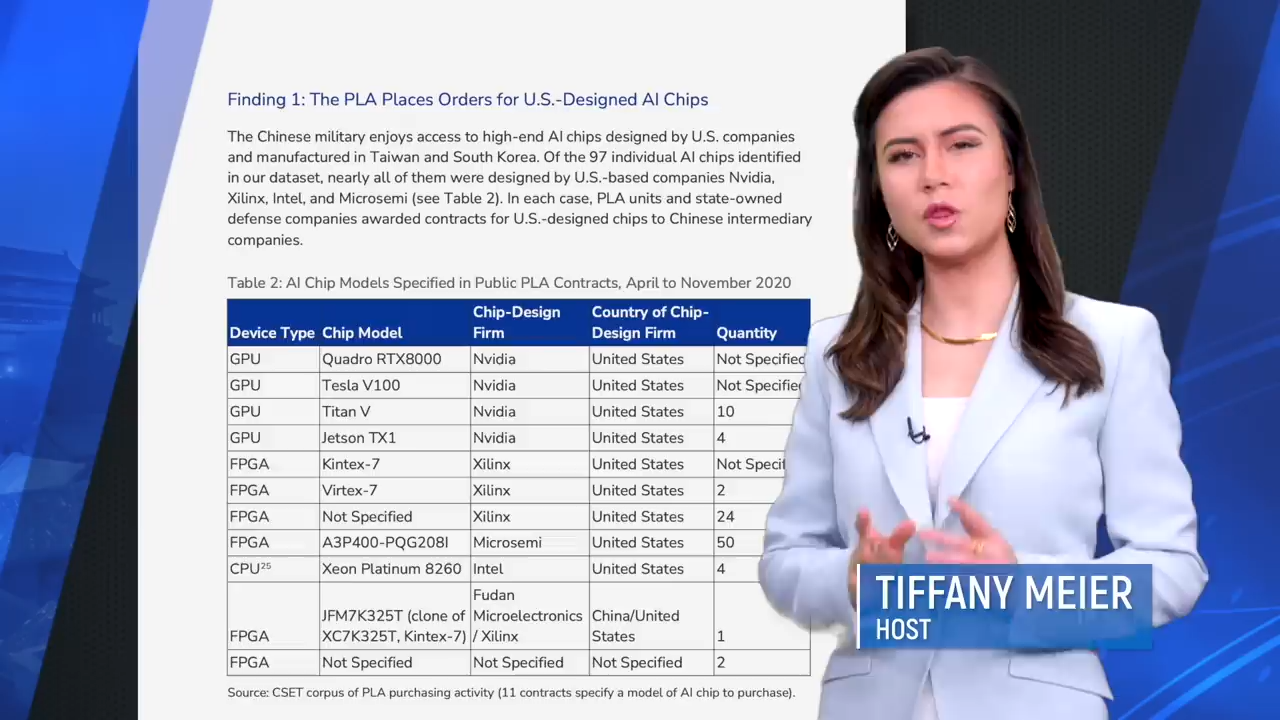 Finding 1: The PLA Places Orders for U.S.-Designed AI Chips
The Chinese military enjoys access to high-end AI chips designed by U.S. companies
and manufactured in Taiwan and South Korea. Of the 97 individual AI chips identified
in our dataset, nearly all of them were designed by U.S.-based companies Nvidia,
Xilinx, Intel, and Microsemi (see Table 2). In each case, PLA units and state-owned
defense companies awarded contracts for U.S.-designed chips to Chinese intermediary
companies.
Table 2: AI Chip Models Specified in Public PLA Contracts, April to November 2020
Device Type Chip Model Chip-Design Firm Country of Chip-Design Firm Quantity
GPU Quadro RTX8000 Nvidia United States Not Specified
GPU Tesla V100 Nvidia United States Not Specified
GPU Titan V Nvidia United States 10
GPU Jetson TX1 Nvidia United States 4
FPGA Kintex-7 Xilinx United States Not Specif
FPGA Virtex-7 Xilinx United States 2
FPGA Not Specified Xilinx United States 24
FPGA A3P400-PQG208I Microsemi United States 50
CPU25 Xeon Platinum 8260 Intel United States 4
FPGA JFM7K325T (clone of XC7K325T, Kintex-7) Fudan Microelectronics / Xilinx China/United States 1
FPGA Not Specified Not Specified Not Specified 2
Source: CSET corpus of PLA purchasing activity (11 contracts specify a model of AI chip to purchase).
TIFFANY MEIER
HOST